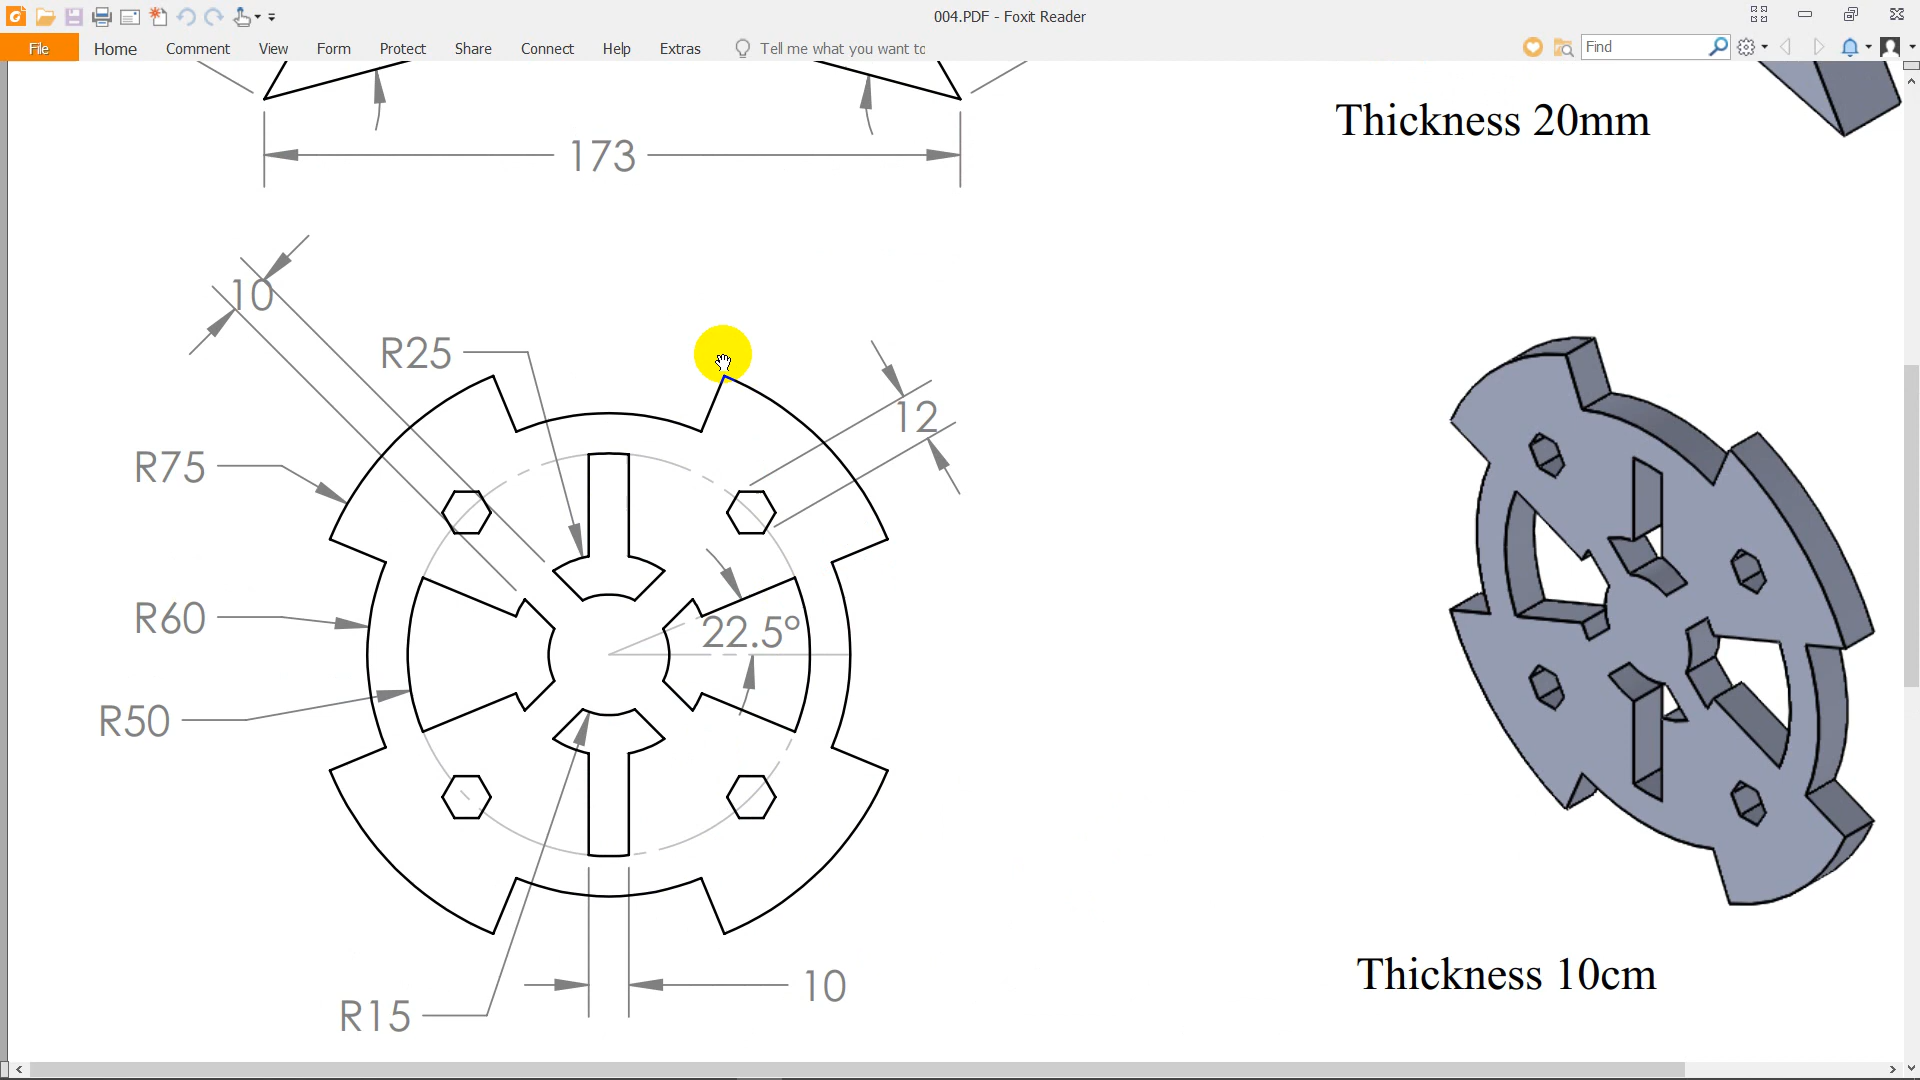 004.PDF - Foxit Reader
File Home Comment View Form Protect Share Connect Help Extras Tell me what you want to Find
Thickness 20mm
173
10
R25
12
R75
22.5°
R60
R50
Thickness 10cm
10
R15